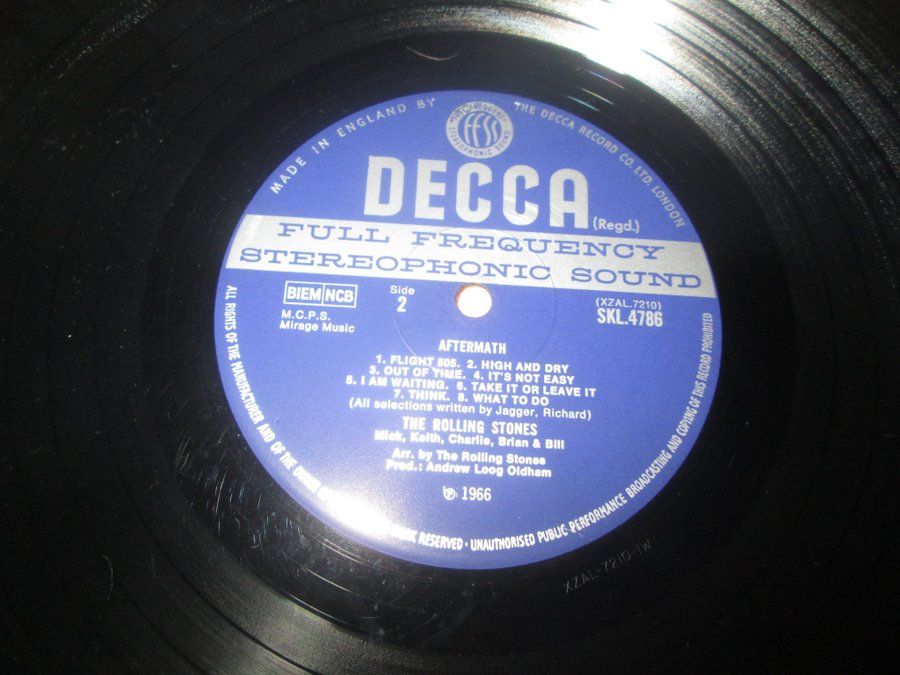 MADE IN ENGLAND BY
THE DECCA RECORD CO. LTD. LONDON
FFSS
STEREOPHONIC SOUND
DECCA
(Regd.)
FULL FREQUENCY
STEREOPHONIC SOUND
BIEM NCB
Side
2
(XZAL.7210)
SKL.4786
M.C.P.S.
Mirage Music
AFTERMATH
1. FLIGHT 505. 2. HIGH AND DRY
3. OUT OF TIME. 4. IT'S NOT EASY
5. I AM WAITING. 6. TAKE IT OR LEAVE IT
7. THINK. 8. WHAT TO DO
(All selections written by Jagger, Richard)
THE ROLLING STONES
Mick, Keith, Charlie, Brian & Bill
Arr. by The Rolling Stones
Prod.: Andrew Loog Oldham
℗ 1966
ALL RIGHTS OF THE MANUFACTURER AND OF THE OWNER
RESERVED · UNAUTHORISED PUBLIC PERFORMANCE BROADCASTING AND COPYING OF THIS RECORD PROHIBITED
XZAL-7210-1W